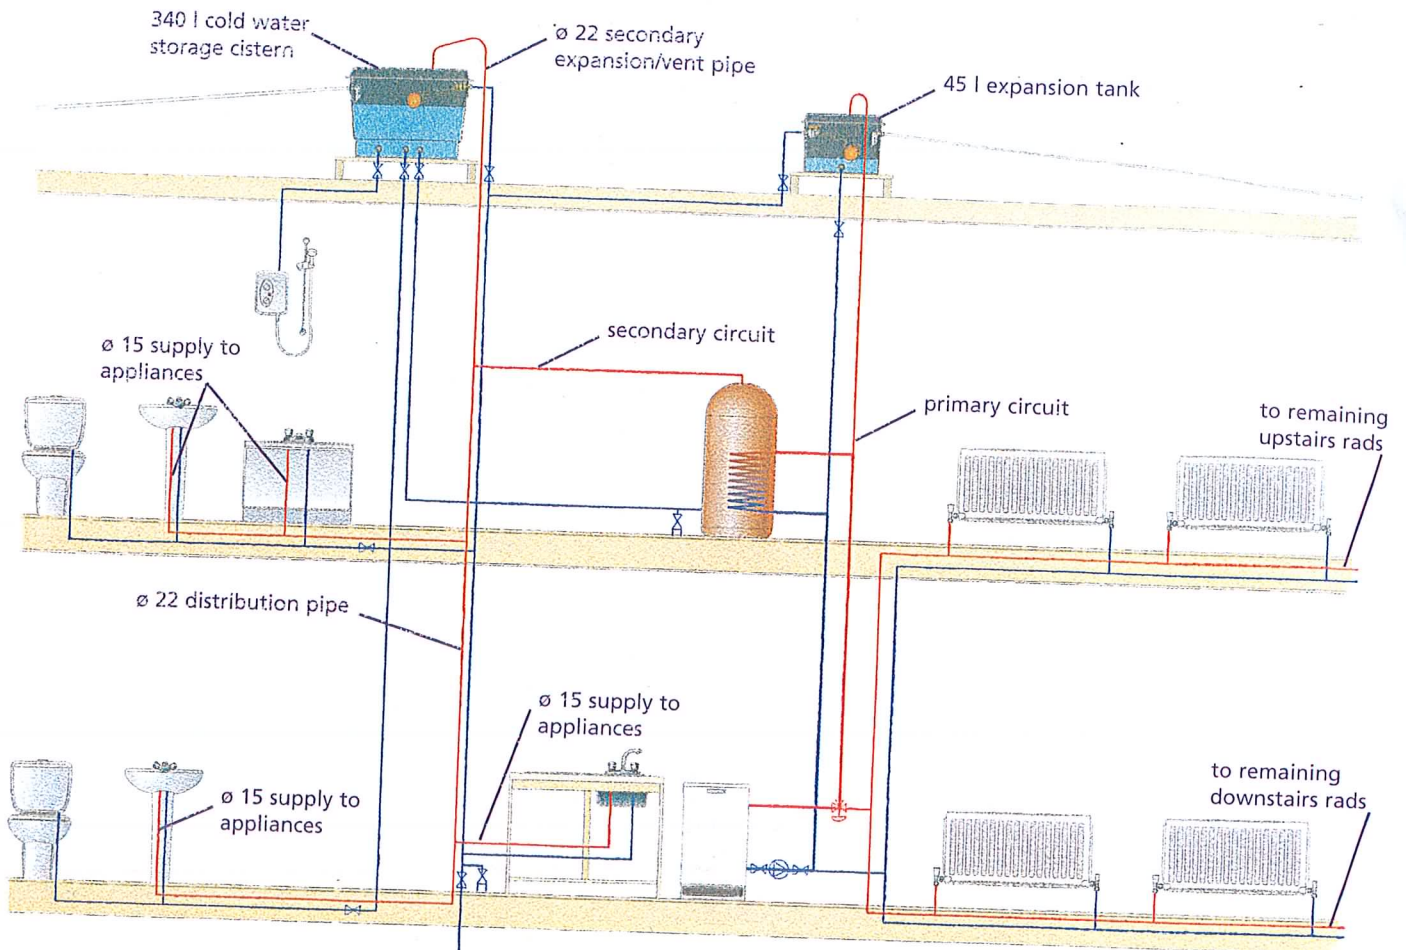 340 l cold water
storage cistern
ø 22 secondary
expansion/vent pipe
45 l expansion tank
secondary circuit
ø 15 supply to
appliances
primary circuit
to remaining
upstairs rads
ø 22 distribution pipe
ø 15 supply to
appliances
ø 15 supply to
appliances
to remaining
downstairs rads